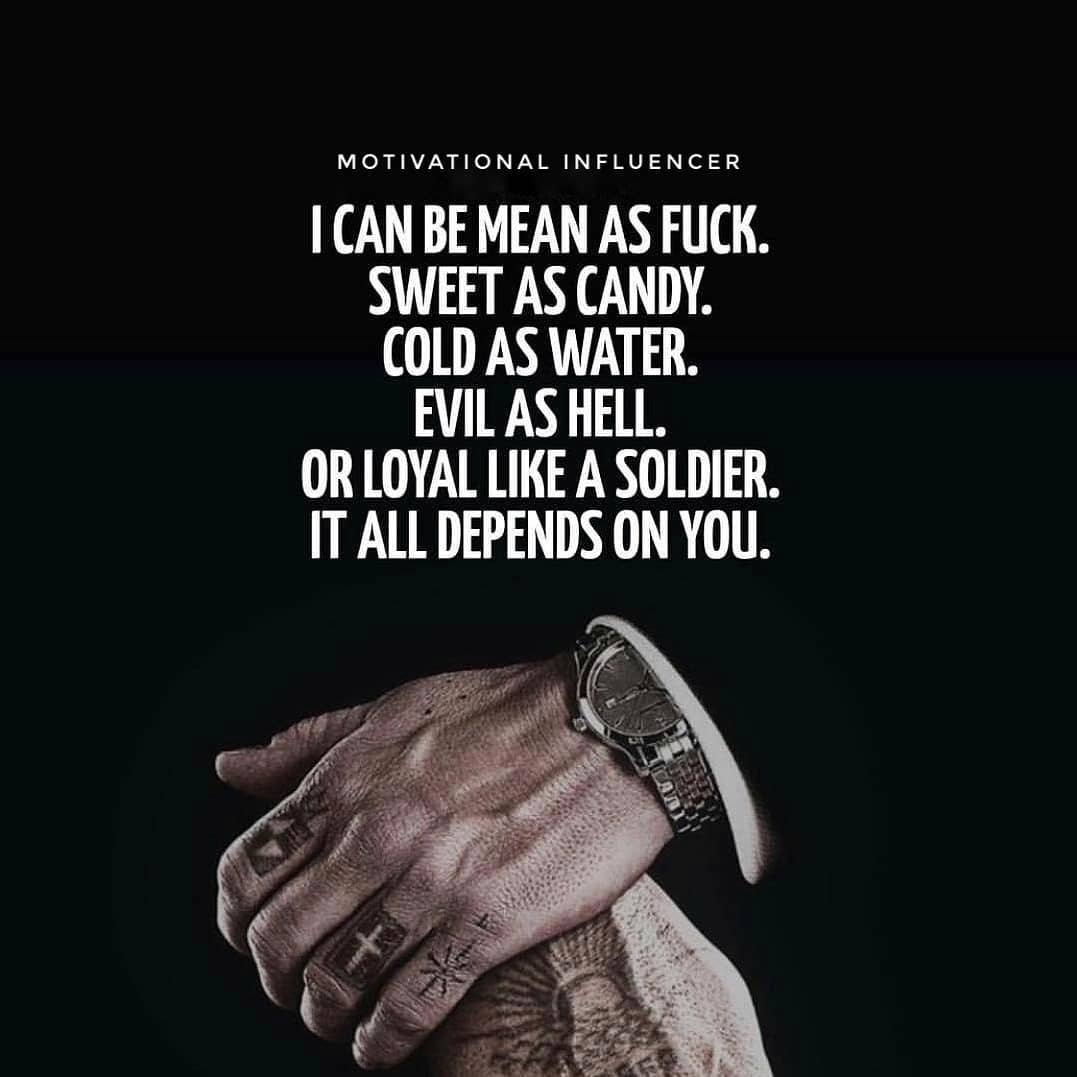 MOTIVATIONAL INFLUENCER
I CAN BE MEAN AS FUCK.
SWEET AS CANDY.
COLD AS WATER.
EVIL AS HELL.
OR LOYAL LIKE A SOLDIER.
IT ALL DEPENDS ON YOU.